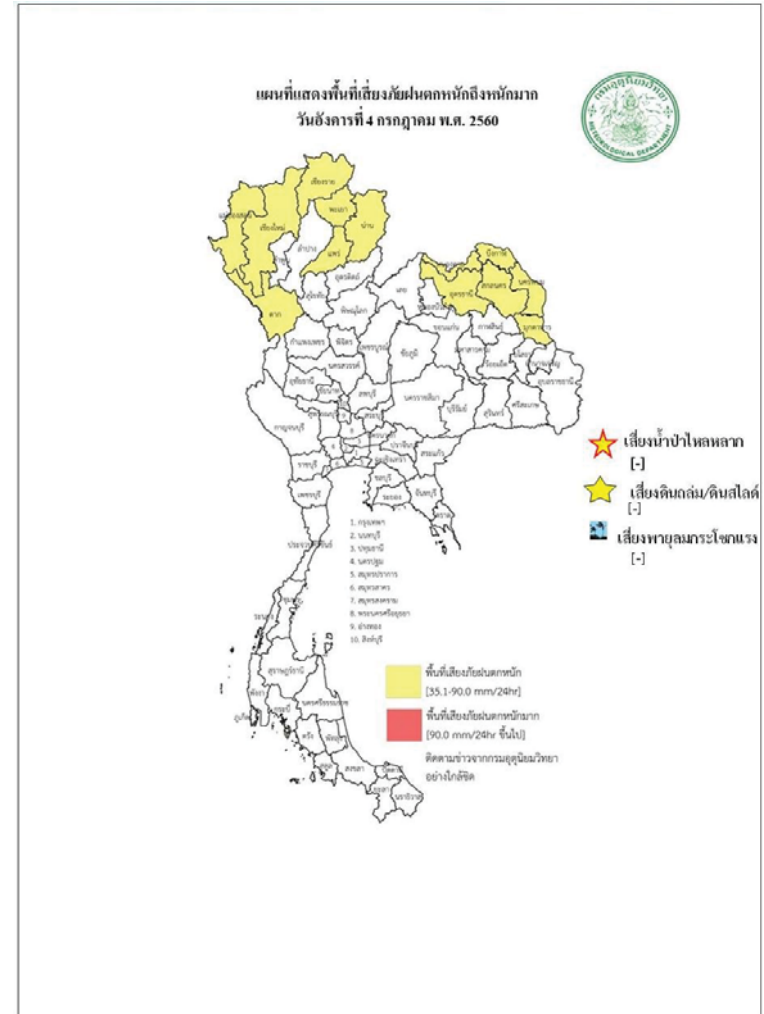 แผนที่แสดงพื้นที่เสี่ยงภัยฝนตกหนักถึงหนักมาก
วันอังคารที่ 4 กรกฎาคม พ.ศ. 2560
กรมอุตุนิยมวิทยา
METEOROLOGICAL DEPARTMENT
เชียงราย
พะเยา
น่าน
เชียงใหม่
ลำปาง
แพร่
อุตรดิตถ์
สุโขทัย
ตาก
พิษณุโลก
เลย
บึงกาฬ
สกลนคร
นครพนม
อุดรธานี
มุกดาหาร
ขอนแก่น
กาฬสินธุ์
กำแพงเพชร
พิจิตร
เพชรบูรณ์
ชัยภูมิ
มหาสารคาม
ร้อยเอ็ด
นครสวรรค์
อุทัยธานี
ชัยนาท
ลพบุรี
นครราชสีมา
บุรีรัมย์
สุรินทร์
ศรีสะเกษ
อุบลราชธานี
กาญจนบุรี
ปราจีนบุรี
สระแก้ว
ราชบุรี
ชลบุรี
ระยอง
จันทบุรี
เพชรบุรี
1. กรุงเทพฯ
2. นนทบุรี
3. ปทุมธานี
4. นครปฐม
5. สมุทรปราการ
6. สมุทรสาคร
7. สมุทรสงคราม
8. พระนครศรีอยุธยา
9. อ่างทอง
10. สิงห์บุรี
ระนอง
สุราษฎร์ธานี
พังงา
กระบี่
ภูเก็ต
นครศรีธรรมราช
ตรัง
สงขลา
ยะลา
นราธิวาส
เสี่ยงน้ำป่าไหลหลาก
[-]
เสี่ยงดินถล่ม/ดินสไลด์
[-]
เสี่ยงพายุลมกระโชกแรง
[-]
พื้นที่เสี่ยงภัยฝนตกหนัก
[35.1-90.0 mm/24hr]
พื้นที่เสี่ยงภัยฝนตกหนักมาก
[90.0 mm/24hr ขึ้นไป]
ติดตามข่าวจากกรมอุตุนิยมวิทยา
อย่างใกล้ชิด